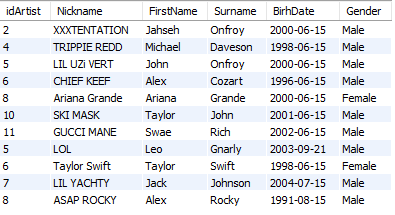 idArtist Nickname FirstName Surname BirhDate Gender
2 XXXTENTATION Jahseh Onfroy 2000-06-15 Male
4 TRIPPIE REDD Michael Daveson 1998-06-15 Male
5 LIL UZi VERT John Onfroy 2000-06-15 Male
6 CHIEF KEEF Alex Cozart 1996-06-15 Male
8 Ariana Grande Ariana Grande 2000-06-15 Female
10 SKI MASK Taylor John 2001-06-15 Male
11 GUCCI MANE Swae Rich 2002-06-15 Male
5 LOL Leo Gnarly 2003-09-21 Male
6 Taylor Swift Taylor Swift 1998-06-15 Female
7 LIL YACHTY Jack Johnson 2004-07-15 Male
8 ASAP ROCKY Alex Rocky 1991-08-15 Male